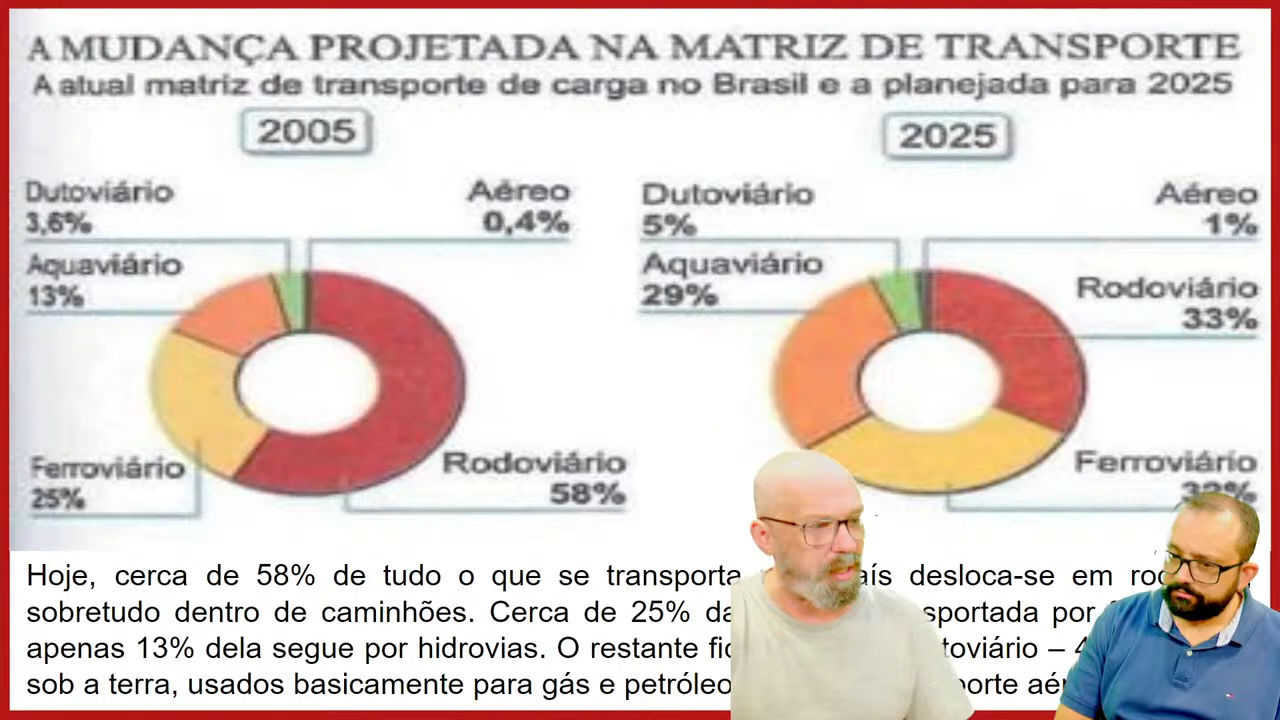 A MUDANÇA PROJETADA NA MATRIZ DE TRANSPORTE
A atual matriz de transporte de carga no Brasil e a planejada para 2025
2005
2025
Dutoviário
3,6%
Aéreo
0,4%
Aquaviário
13%
Ferroviário
25%
Rodoviário
58%
Dutoviário
5%
Aéreo
1%
Aquaviário
29%
Rodoviário
33%
Ferroviário
Hoje, cerca de 58% de tudo o que se transporta desloca-se em
sobretudo dentro de caminhões. Cerca de 25% por
apenas 13% dela segue por hidrovias. O restante –
sob a terra, usados basicamente para gás e petróleo